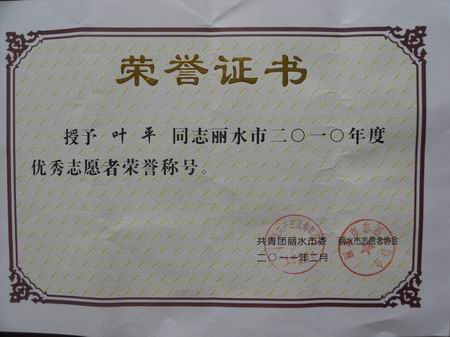 荣誉证书
授予 叶平 同志丽水市二〇一〇年度
优秀志愿者荣誉称号。
共青团丽水市委 丽水市志愿者协会
二〇一一年二月